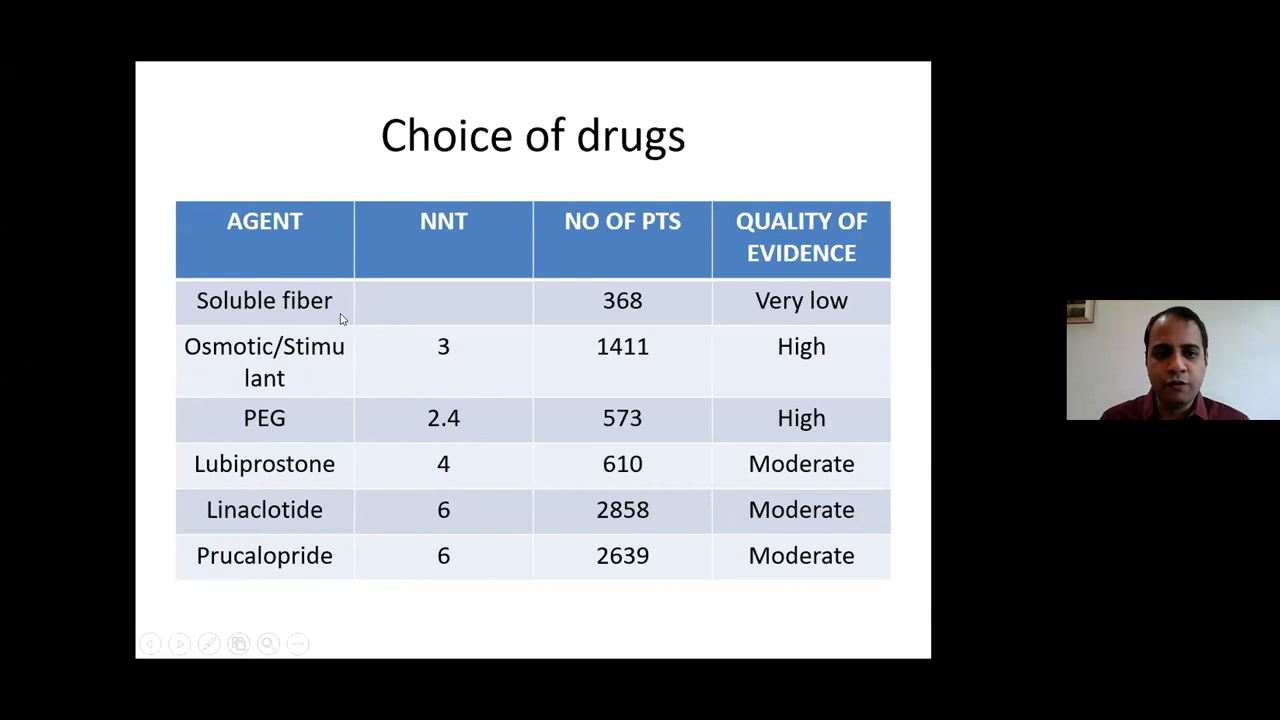 Choice of drugs
AGENT NNT NO OF PTS QUALITY OF
EVIDENCE
Soluble fiber 368 Very low
Osmotic/Stimu 3 1411 High
lant
PEG 2.4 573 High
Lubiprostone 4 610 Moderate
Linaclotide 6 2858 Moderate
Prucalopride 6 2639 Moderate